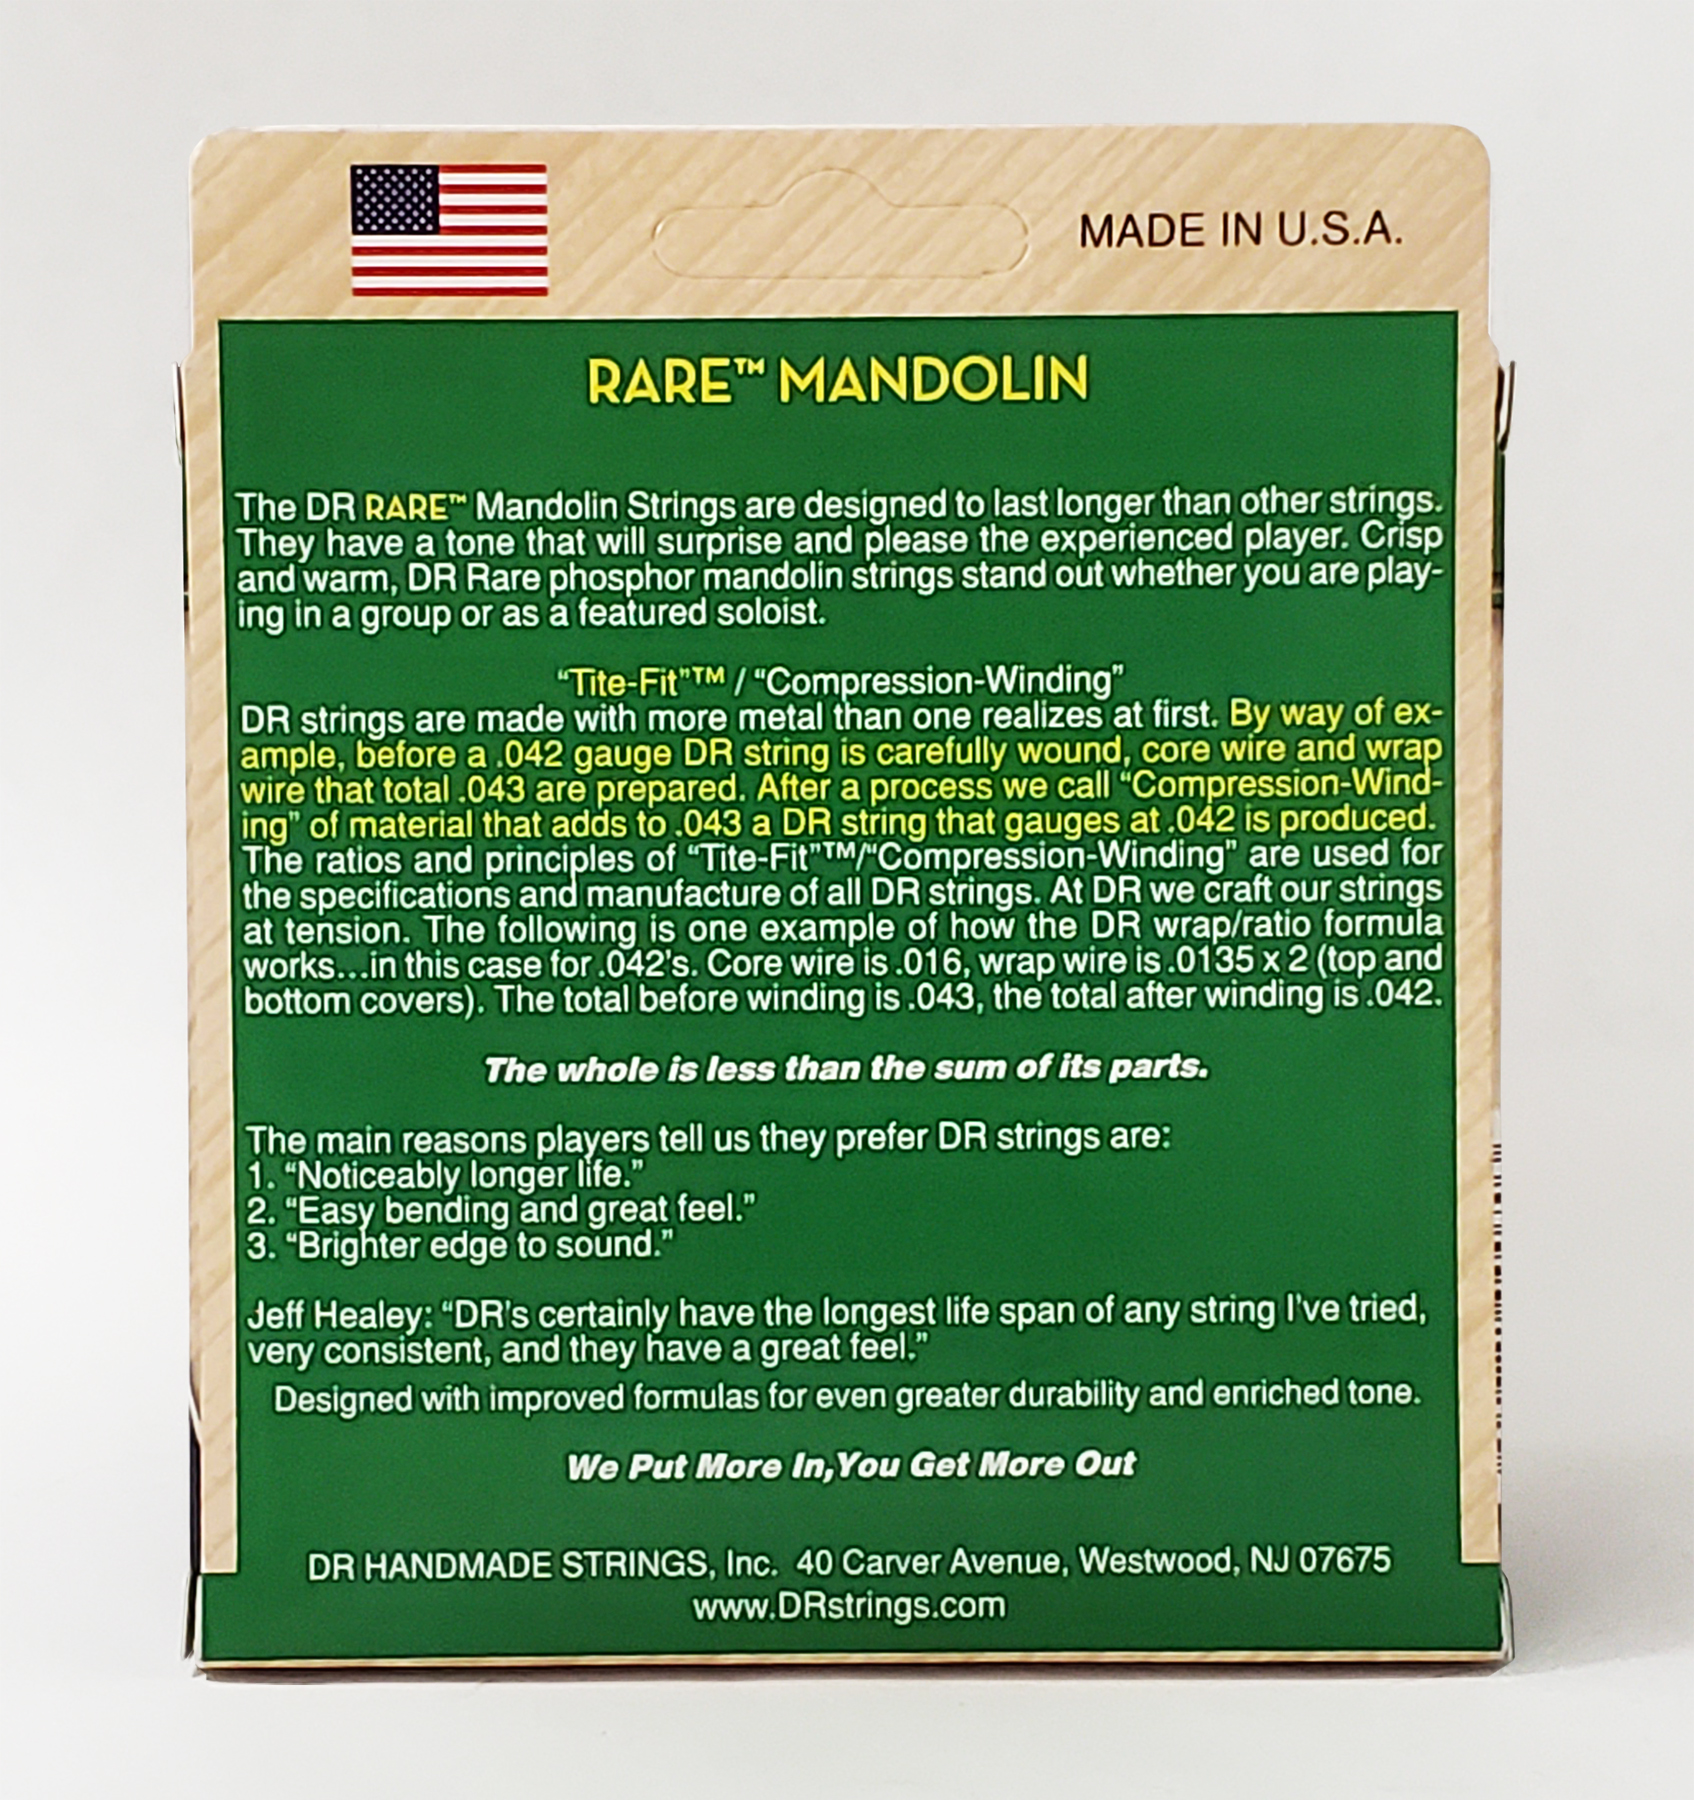 MADE IN U.S.A.
RARE™ MANDOLIN
The DR RARE™ Mandolin Strings are designed to last longer than other strings.
They have a tone that will surprise and please the experienced player. Crisp
and warm, DR Rare phosphor mandolin strings stand out whether you are play-
ing in a group or as a featured soloist.
“Tite-Fit”™ / “Compression-Winding”
DR strings are made with more metal than one realizes at first. By way of ex-
ample, before a .042 gauge DR string is carefully wound, core wire and wrap
wire that total .043 are prepared. After a process we call “Compression-Wind-
ing” of material that adds to .043 a DR string that gauges at .042 is produced.
The ratios and principles of “Tite-Fit”™/“Compression-Winding” are used for
the specifications and manufacture of all DR strings. At DR we craft our strings
at tension. The following is one example of how the DR wrap/ratio formula
works...in this case for .042's. Core wire is .016, wrap wire is .0135 x 2 (top and
bottom covers). The total before winding is .043, the total after winding is .042.
The whole is less than the sum of its parts.
The main reasons players tell us they prefer DR strings are:
1. “Noticeably longer life.”
2. “Easy bending and great feel.”
3. “Brighter edge to sound.”
Jeff Healey: “DR's certainly have the longest life span of any string I've tried,
very consistent, and they have a great feel.”
Designed with improved formulas for even greater durability and enriched tone.
We Put More In,You Get More Out
DR HANDMADE STRINGS, Inc. 40 Carver Avenue, Westwood, NJ 07675
www.DRstrings.com